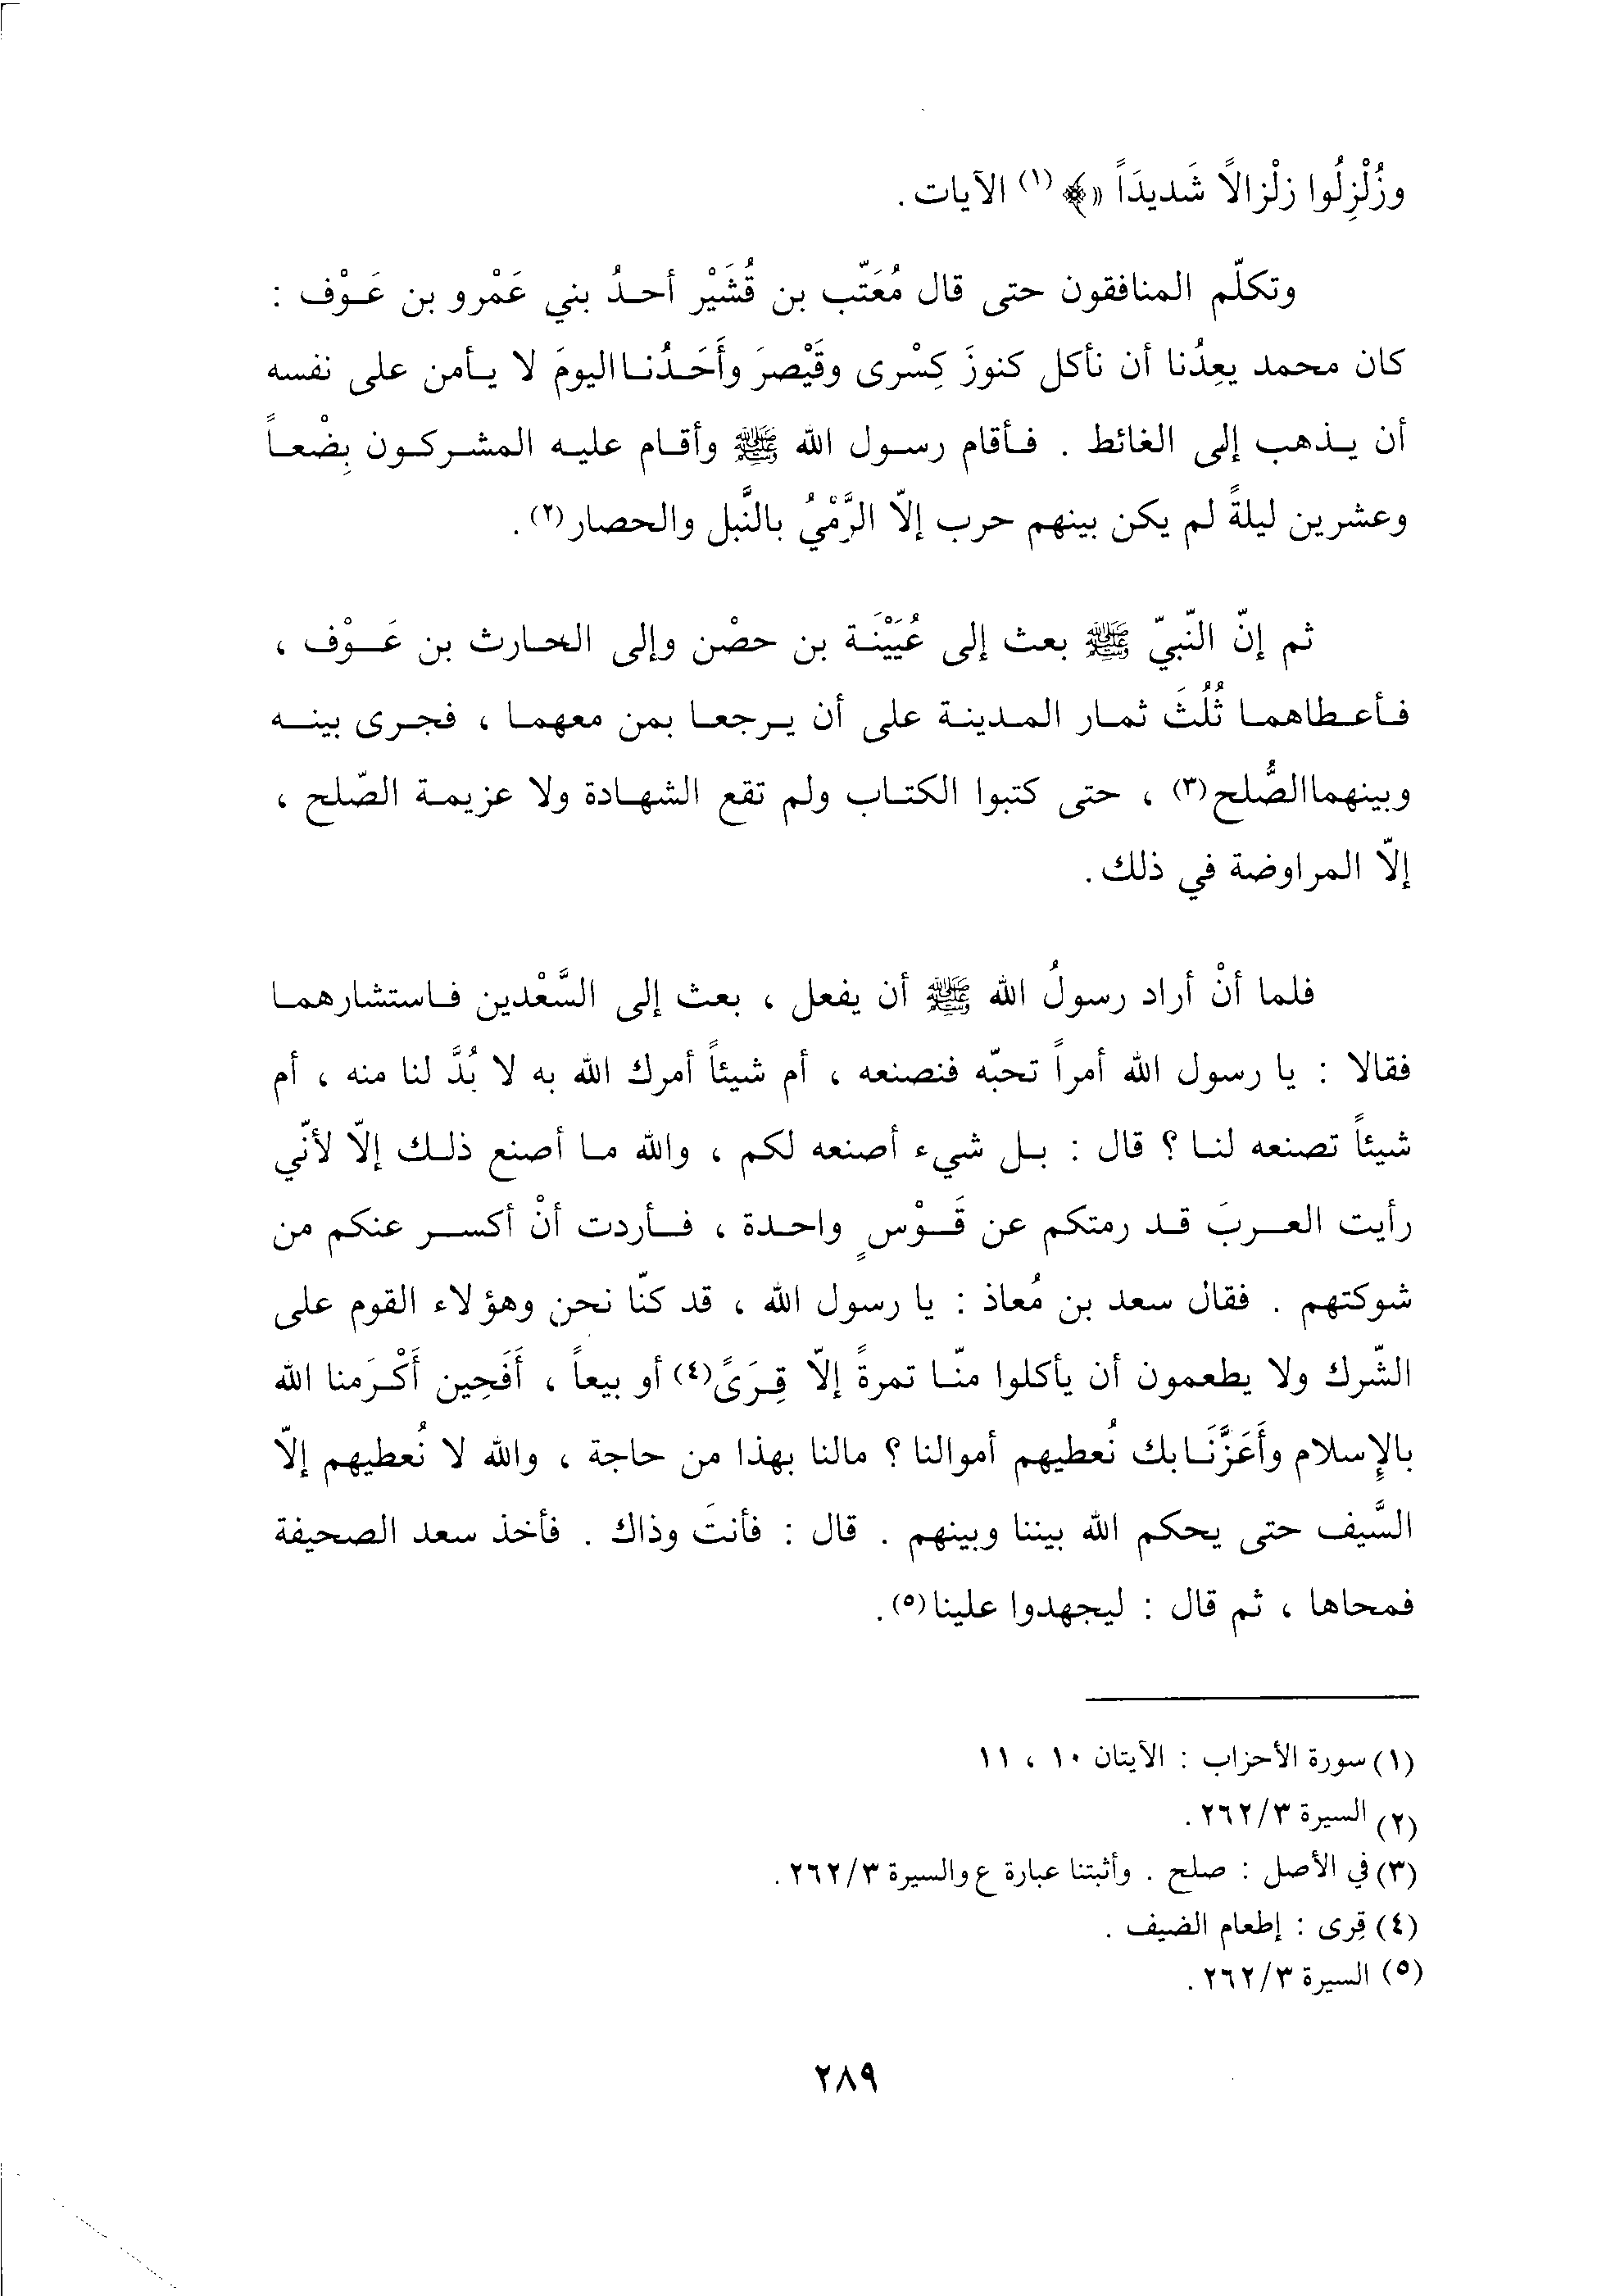 وزُلْزِلُوا زلْزالاً شَديدَاً »﴾(١) الآيات .
وتكلّم المنافقون حتى قال مُعَتّب بن قُشَيْر أحدُ بني عَمْرو بن عَوْف :
كان محمد يعِدُنا أن نأكل كنوزَ كِسْرى وقَيْصرَ وأَحَدُنا اليومَ لا يأمن على نفسه
أن يذهب إلى الغائط . فأقام رسول الله ﷺ وأقام عليه المشركون بِضْعاً
وعشرين ليلةً لم يكن بينهم حرب إلاّ الرَّمْيُ بالنَّبل والحصار(٢) .
ثم إنّ النّبيّ ﷺ بعث إلى عُيَيْنَة بن حصْن وإلى الحارث بن عَوْف ،
فأعطاهما ثُلُثَ ثمار المدينة على أن يرجعا بمن معهما ، فجرى بينه
وبينهما الصُّلح(٣) ، حتى كتبوا الكتاب ولم تقع الشهادة ولا عزيمة الصّلح ،
إلاّ المراوضة في ذلك .
فلما أنْ أراد رسولُ الله ﷺ أن يفعل ، بعث إلى السَّعْدين فاستشارهما
فقالا : يا رسول الله أمراً تحبّه فنصنعه ، أم شيئاً أمرك الله به لا بُدَّ لنا منه ، أم
شيئاً تصنعه لنا ؟ قال : بل شيء أصنعه لكم ، والله ما أصنع ذلك إلاّ لأنّي
رأيت العربَ قد رمتكم عن قَوْسٍ واحدة ، فأردت أنْ أكسر عنكم من
شوكتهم . فقال سعد بن مُعاذ : يا رسول الله ، قد كنّا نحن وهؤلاء القوم على
الشّرك ولا يطعمون أن يأكلوا منّا تمرةً إلاّ قِرَىً(٤) أو بيعاً ، أَفَحِين أَكْرَمنا الله
بالإِسلام وأَعَزَّنَا بك نُعطيهم أموالنا ؟ مالنا بهذا من حاجة ، والله لا نُعطيهم إلاّ
السَّيف حتى يحكم الله بيننا وبينهم . قال : فأنتَ وذاك . فأخذ سعد الصحيفة
فمحاها ، ثم قال : ليجهدوا علينا(٥) .
(١) سورة الأحزاب : الآيتان ١٠ ، ١١
(٢) السيرة ٢٦٢/٣ .
(٣) في الأصل : صلح . وأثبتنا عبارة ع والسيرة ٢٦٢/٣ .
(٤) قِرى : إطعام الضيف .
(٥) السيرة ٢٦٢/٣ .
٢٨٩